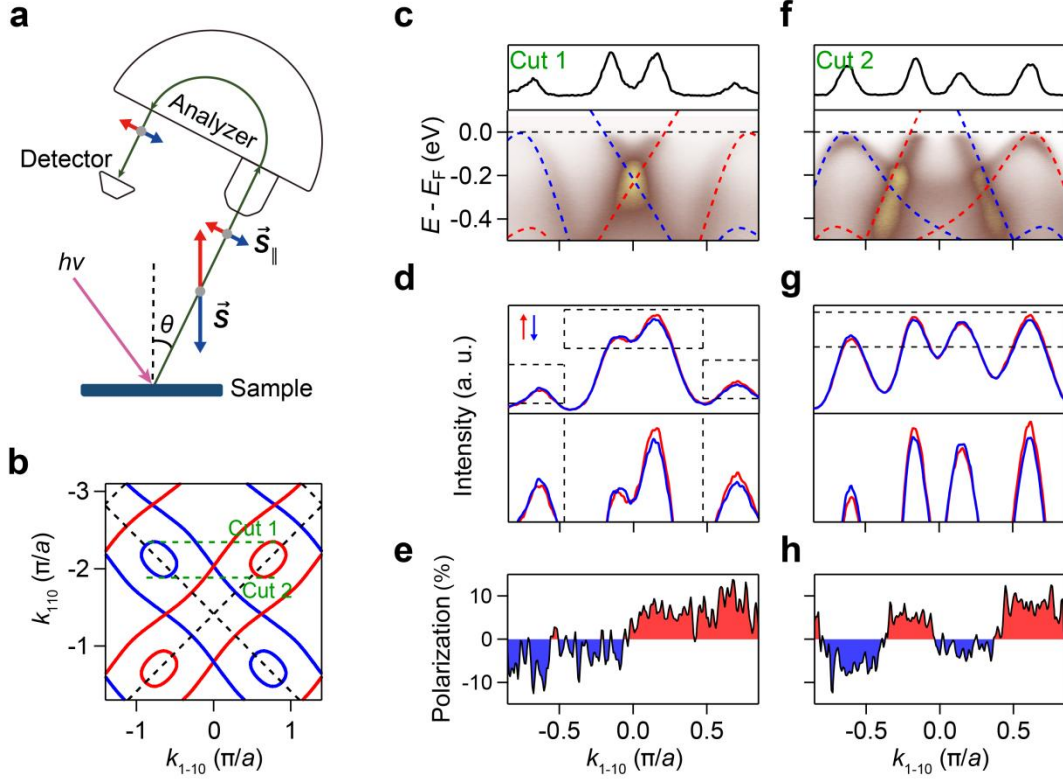 a
Analyzer
Detector
hν
θ
S⃗
S⃗∥
Sample
b
-3
-2
-1
k110 (π/a)
Cut 1
Cut 2
-1
0
1
k1-10 (π/a)
c
Cut 1
0.0
-0.2
-0.4
E - EF (eV)
d
Intensity (a. u.)
e
10
0
-10
Polarization (%)
-0.5
0.0
0.5
k1-10 (π/a)
f
Cut 2
g
h
-0.5
0.0
0.5
k1-10 (π/a)